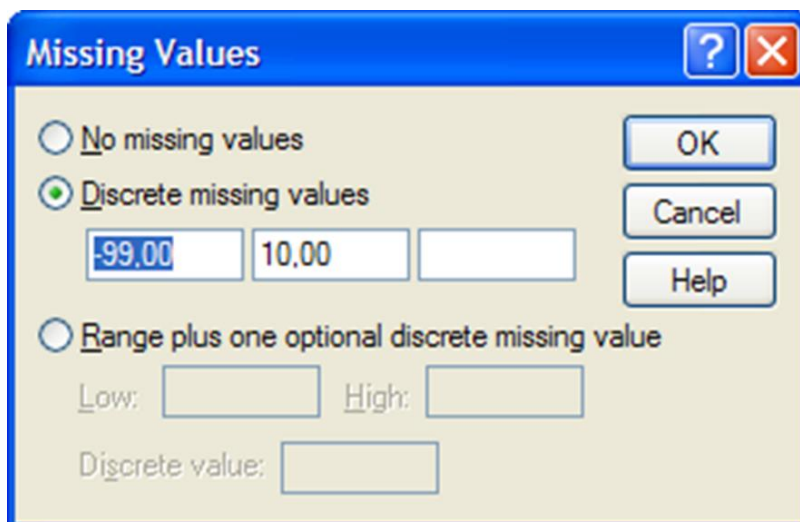 Missing Values
?
No missing values
OK
Discrete missing values
Cancel
-99,00 10,00
Help
Range plus one optional discrete missing value
Low: High:
Discrete value: